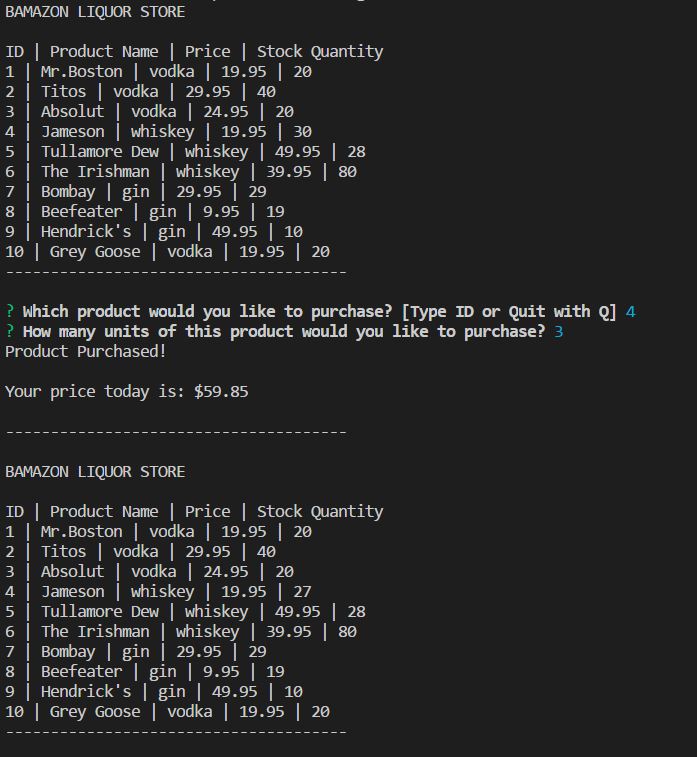 BAMAZON LIQUOR STORE
ID | Product Name | Price | Stock Quantity
1 | Mr.Boston | vodka | 19.95 | 20
2 | Titos | vodka | 29.95 | 40
3 | Absolut | vodka | 24.95 | 20
4 | Jameson | whiskey | 19.95 | 30
5 | Tullamore Dew | whiskey | 49.95 | 28
6 | The Irishman | whiskey | 39.95 | 80
7 | Bombay | gin | 29.95 | 29
8 | Beefeater | gin | 9.95 | 19
9 | Hendrick's | gin | 49.95 | 10
10 | Grey Goose | vodka | 19.95 | 20
--------------------------------------
? Which product would you like to purchase? [Type ID or Quit with Q] 4
? How many units of this product would you like to purchase? 3
Product Purchased!
Your price today is: $59.85
--------------------------------------
BAMAZON LIQUOR STORE
ID | Product Name | Price | Stock Quantity
1 | Mr.Boston | vodka | 19.95 | 20
2 | Titos | vodka | 29.95 | 40
3 | Absolut | vodka | 24.95 | 20
4 | Jameson | whiskey | 19.95 | 27
5 | Tullamore Dew | whiskey | 49.95 | 28
6 | The Irishman | whiskey | 39.95 | 80
7 | Bombay | gin | 29.95 | 29
8 | Beefeater | gin | 9.95 | 19
9 | Hendrick's | gin | 49.95 | 10
10 | Grey Goose | vodka | 19.95 | 20
--------------------------------------